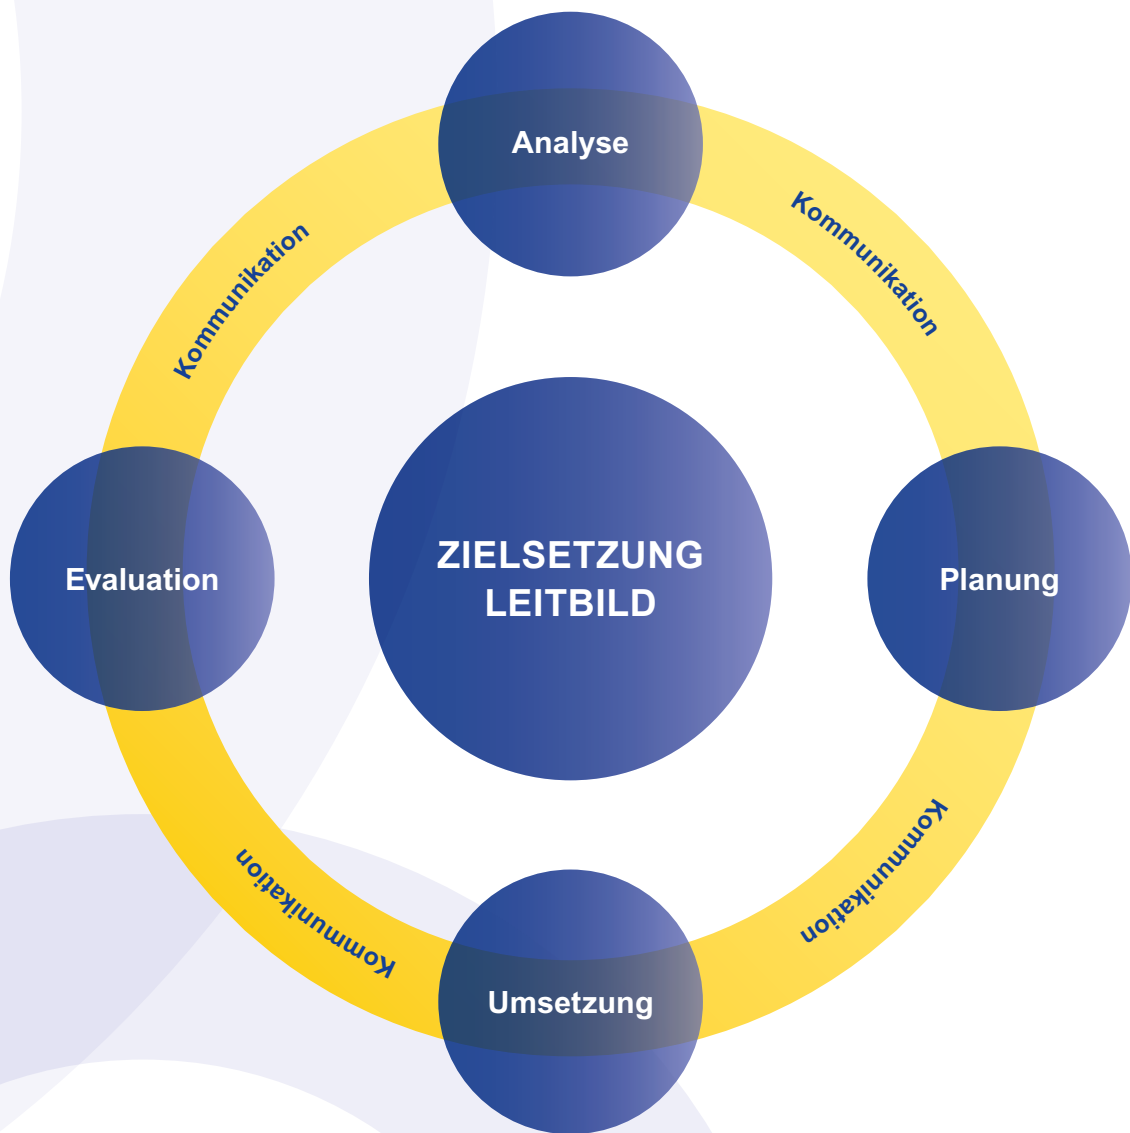 Analyse
Kommunikation
Kommunikation
ZIELSETZUNG
LEITBILD
Evaluation
Planung
Kommunikation
Kommunikation
Umsetzung